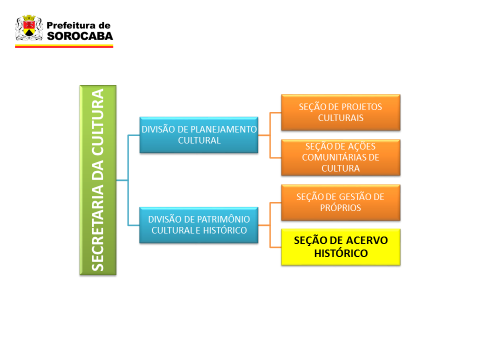 Prefeitura de
SOROCABA
SECRETARIA DA CULTURA
DIVISÃO DE PLANEJAMENTO
CULTURAL
SEÇÃO DE PROJETOS
CULTURAIS
SEÇÃO DE AÇÕES
COMUNITÁRIAS DE
CULTURA
DIVISÃO DE PATRIMÔNIO
CULTURAL E HISTÓRICO
SEÇÃO DE GESTÃO DE
PRÓPRIOS
SEÇÃO DE ACERVO
HISTÓRICO